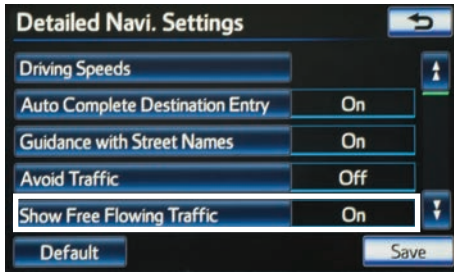 Detailed Navi. Settings
Driving Speeds
Auto Complete Destination Entry On
Guidance with Street Names On
Avoid Traffic Off
Show Free Flowing Traffic On
Default Save